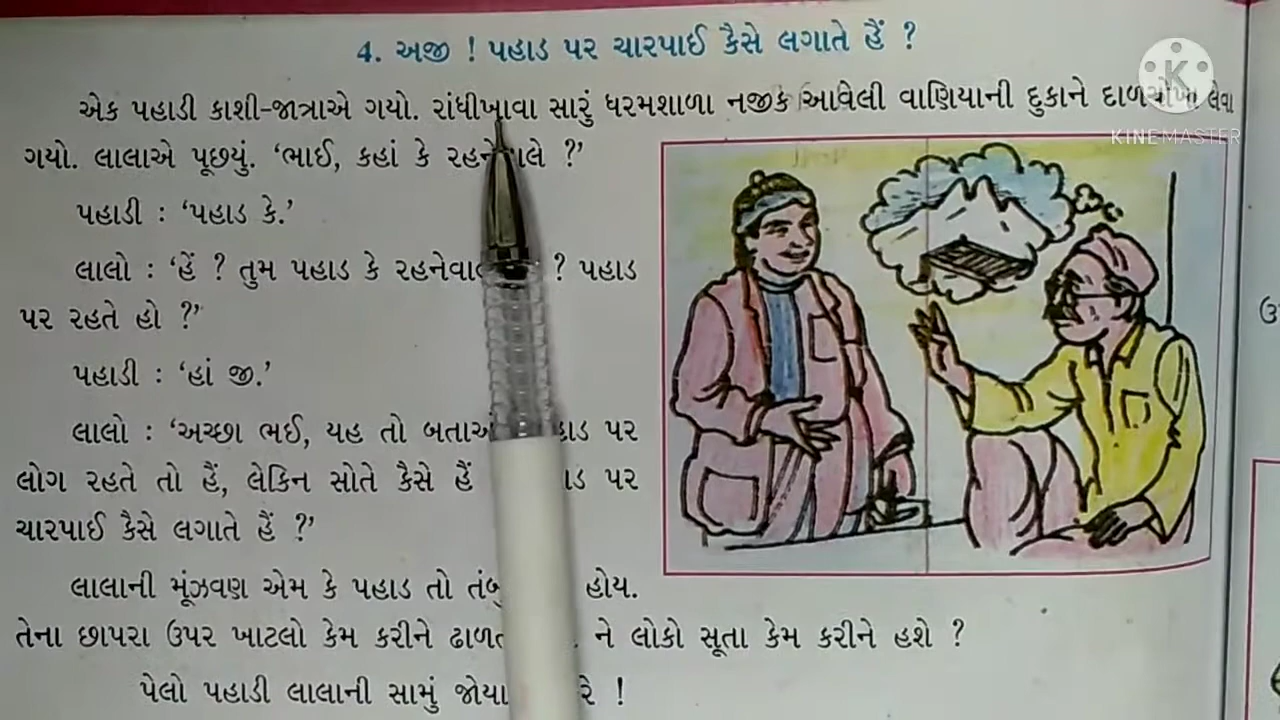 4. અજી ! પહાડ પર ચારપાઈ કૈસે લગાતે હૈં ?
એક પહાડી કાશી-જાત્રાએ ગયો. રાંધીખાવા સારું ધરમશાળા નજીક આવેલી વાણિયાની દુકાને દાળચોખા લેવા
ગયો. લાલાએ પૂછયું. ‘ભાઈ, કહાં કે ?’
પહાડી : ‘પહાડ કે.’
લાલો : ‘હેં ? તુમ પહાડ કે ? પહાડ
પર રહતે હો ?’
પહાડી : ‘હાં જી.’
લાલો : ‘અચ્છા ભઈ, યહ તો પર
લોગ રહતે તો હૈં, લેકિન સોતે કૈસે હૈં પર
ચારપાઈ કૈસે લગાતે હૈં ?’
લાલાની મૂંઝવણ એમ કે પહાડ તો હોય.
તેના છાપરા ઉપર ખાટલો કેમ કરીને ને લોકો સૂતા કેમ કરીને હશે ?
પેલો પહાડી લાલાની સામું !
K
KINEMASTER